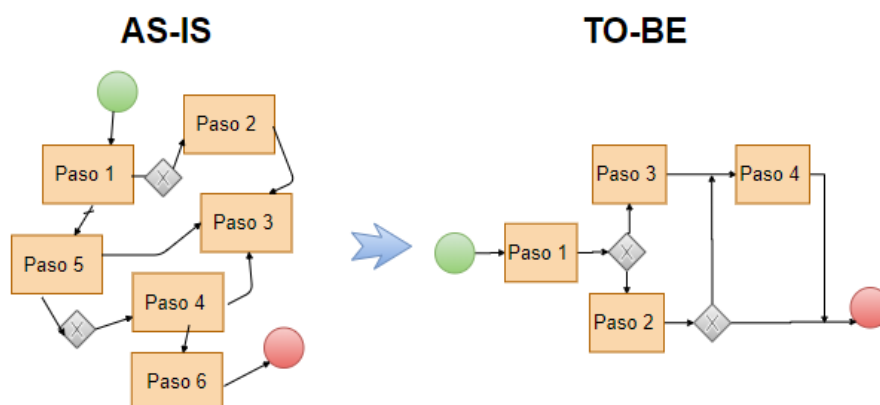 AS-IS
TO-BE
Paso 2
Paso 1
X
Paso 3
Paso 5
Paso 4
X
Paso 6
Paso 3
Paso 4
Paso 1
X
Paso 2
X